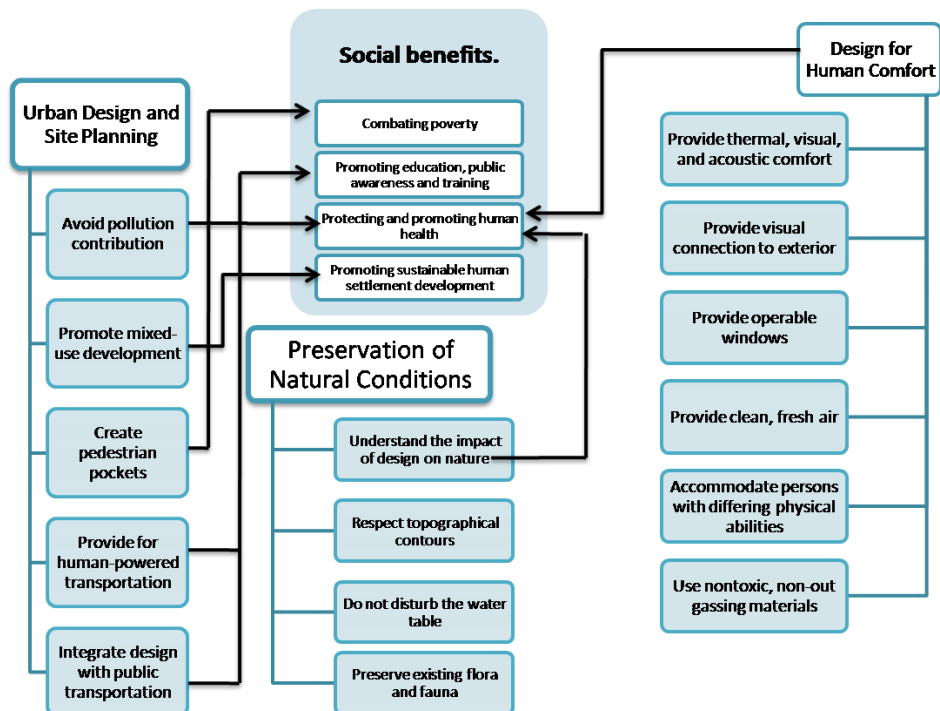 Social benefits.
Combating poverty
Promoting education, public
awareness and training
Protecting and promoting human
health
Promoting sustainable human
settlement development
Urban Design and
Site Planning
Avoid pollution
contribution
Promote mixed-
use development
Create
pedestrian
pockets
Provide for
human-powered
transportation
Integrate design
with public
transportation
Preservation of
Natural Conditions
Understand the impact
of design on nature
Respect topographical
contours
Do not disturb the water
table
Preserve existing flora
and fauna
Design for
Human Comfort
Provide thermal, visual,
and acoustic comfort
Provide visual
connection to exterior
Provide operable
windows
Provide clean, fresh air
Accommodate persons
with differing physical
abilities
Use nontoxic, non-out
gassing materials